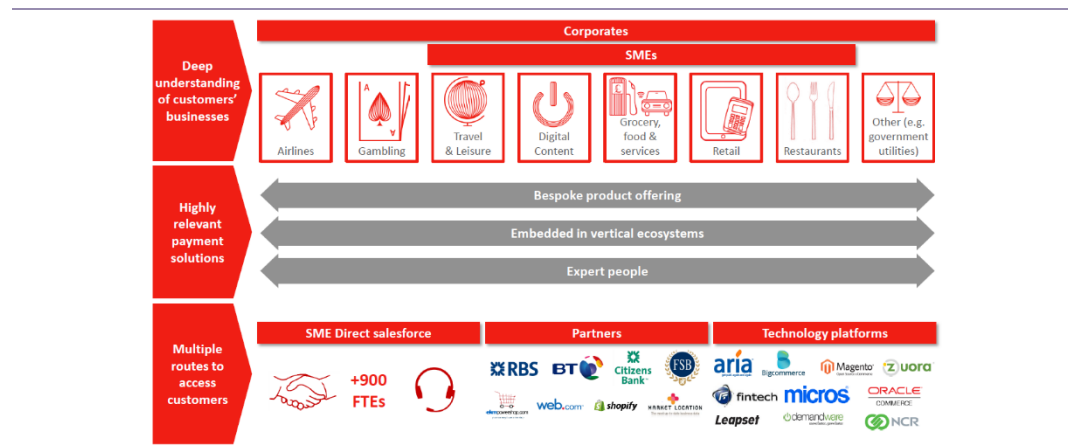 Corporates
SMEs
Deep
understanding
of customers'
businesses
Airlines
A
A
Gambling
Travel
& Leisure
Digital
Content
£
Grocery,
food &
services
Retail
Restaurants
Other (e.g.
government
utilities)
Highly
relevant
payment
solutions
Bespoke product offering
Embedded in vertical ecosystems
Expert people
Multiple
routes to
access
customers
SME Direct salesforce
+900
FTEs
Partners
RBS
BT
Citizens
Bank
FSB
web.com
shopify
MARKET LOCATION
Technology platforms
aria
Bigcommerce
Magento
zuora
fintech
micros
ORACLE
COMMERCE
Leapset
demandware
NCR